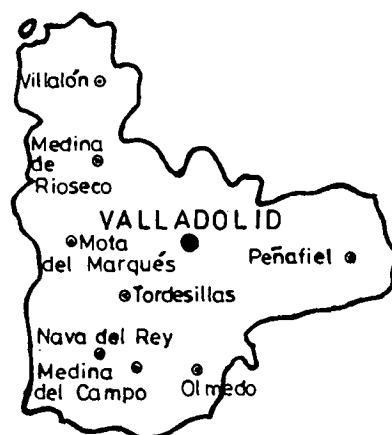 Villalón
Medina
de
Rioseco
VALLADOLID
Mota
del Marqués
Peñafiel
Tordesillas
Nava del Rey
Medina
del Campo
Olmedo